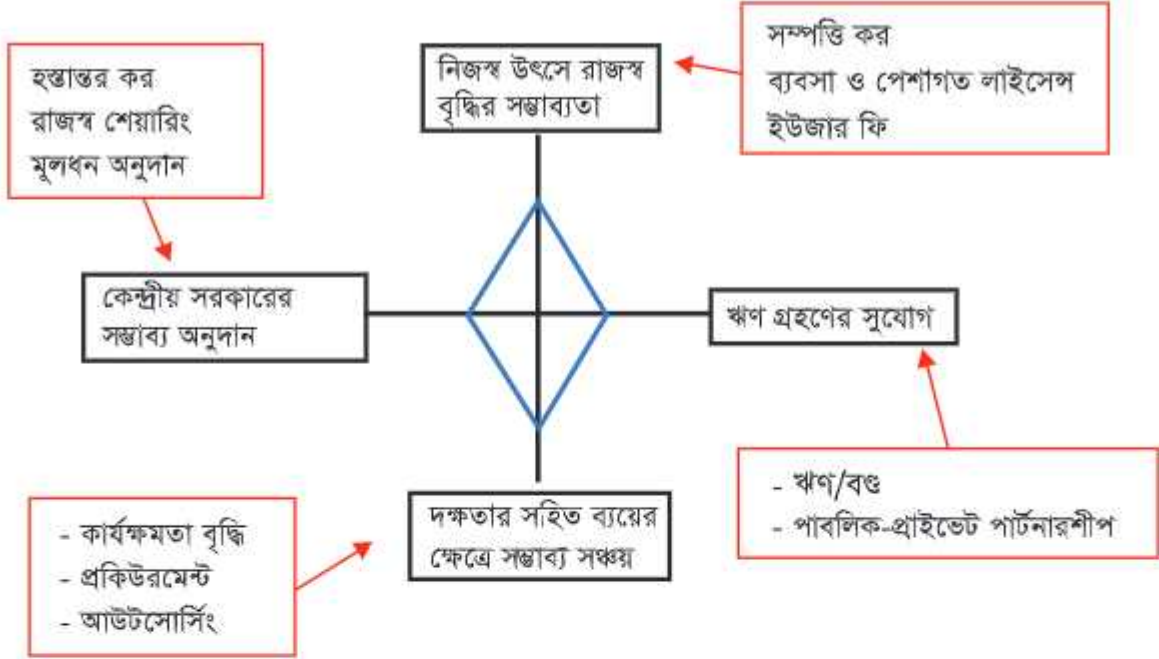 হস্তান্তর কর
রাজস্ব শেয়ারিং
মূলধন অনুদান
নিজস্ব উৎসে রাজস্ব
বৃদ্ধির সম্ভাব্যতা
সম্পত্তি কর
ব্যবসা ও পেশাগত লাইসেন্স
ইউজার ফি
কেন্দ্রীয় সরকারের
সম্ভাব্য অনুদান
ঋণ গ্রহণের সুযোগ
- কার্যক্ষমতা বৃদ্ধি
- প্রকিউরমেন্ট
- আউটসোর্সিং
দক্ষতার সহিত ব্যয়ের
ক্ষেত্রে সম্ভাব্য সঞ্চয়
- ঋণ/বণ্ড
- পাবলিক-প্রাইভেট পার্টনারশীপ